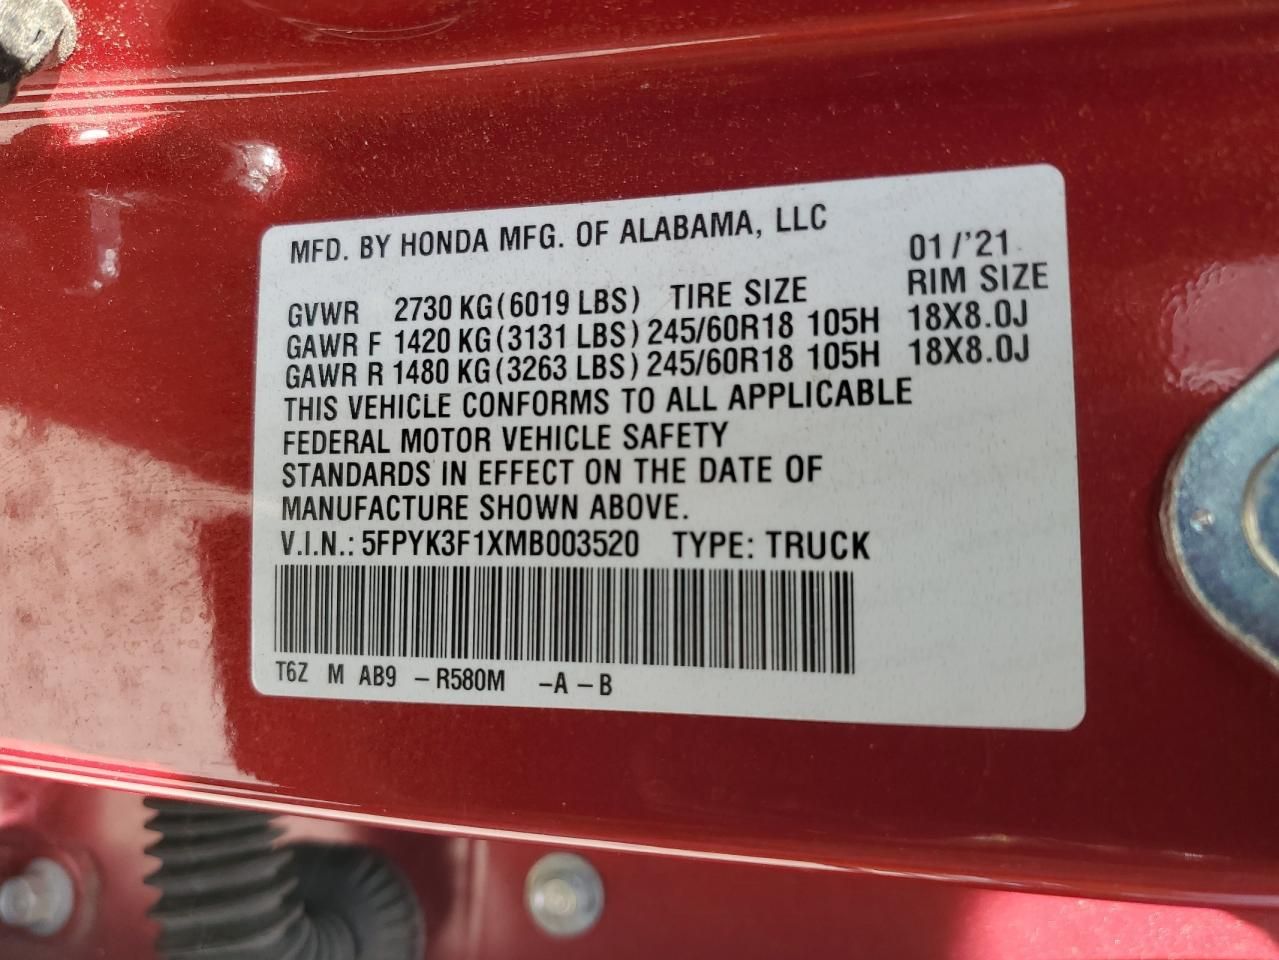 MFD. BY HONDA MFG. OF ALABAMA, LLC 01/'21
GVWR 2730 KG(6019 LBS) TIRE SIZE RIM SIZE
GAWR F 1420 KG(3131 LBS) 245/60R18 105H 18X8.0J
GAWR R 1480 KG(3263 LBS) 245/60R18 105H 18X8.0J
THIS VEHICLE CONFORMS TO ALL APPLICABLE
FEDERAL MOTOR VEHICLE SAFETY
STANDARDS IN EFFECT ON THE DATE OF
MANUFACTURE SHOWN ABOVE.
V.I.N.: 5FPYK3F1XMB003520 TYPE: TRUCK
T6Z M AB9 -R580M -A -B